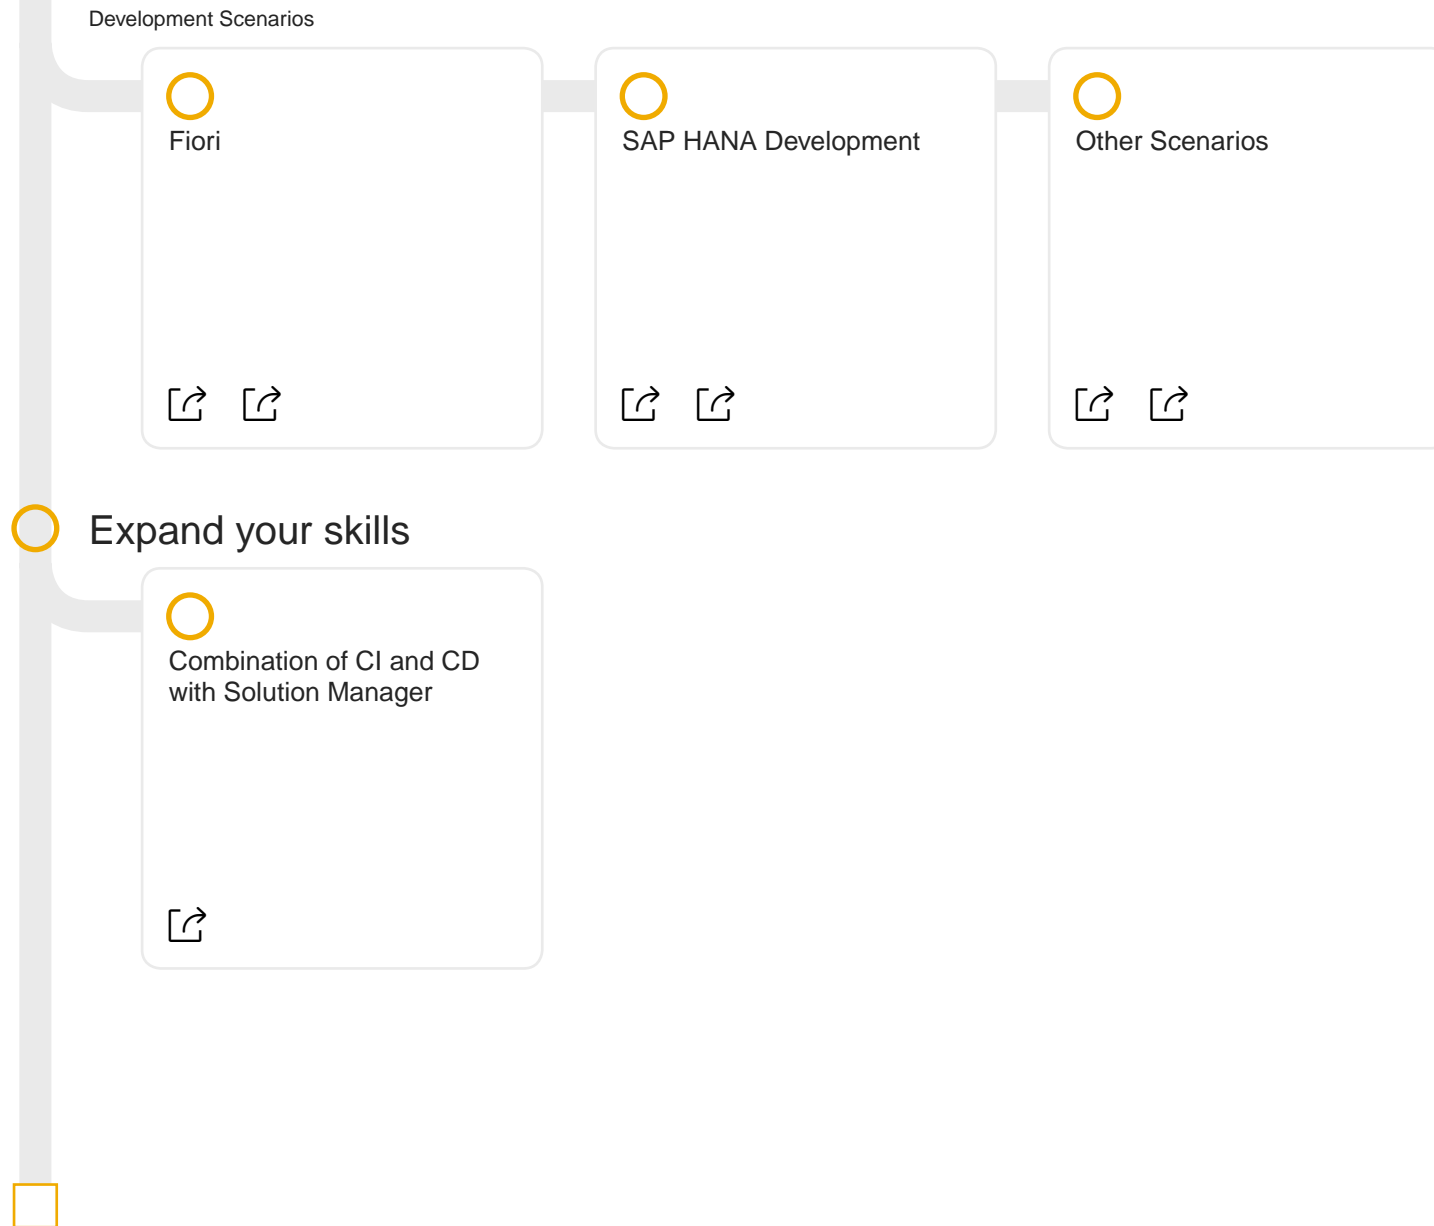 Development Scenarios
Fiori
SAP HANA Development
Other Scenarios
Expand your skills
Combination of CI and CD
with Solution Manager